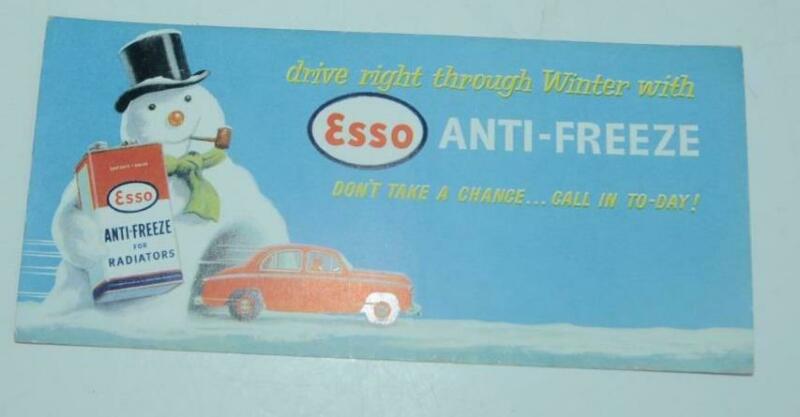 drive right through Winter with
Esso ANTI-FREEZE
DON'T TAKE A CHANCE... CALL IN TO-DAY!
Esso
ANTI-FREEZE
FOR
RADIATORS